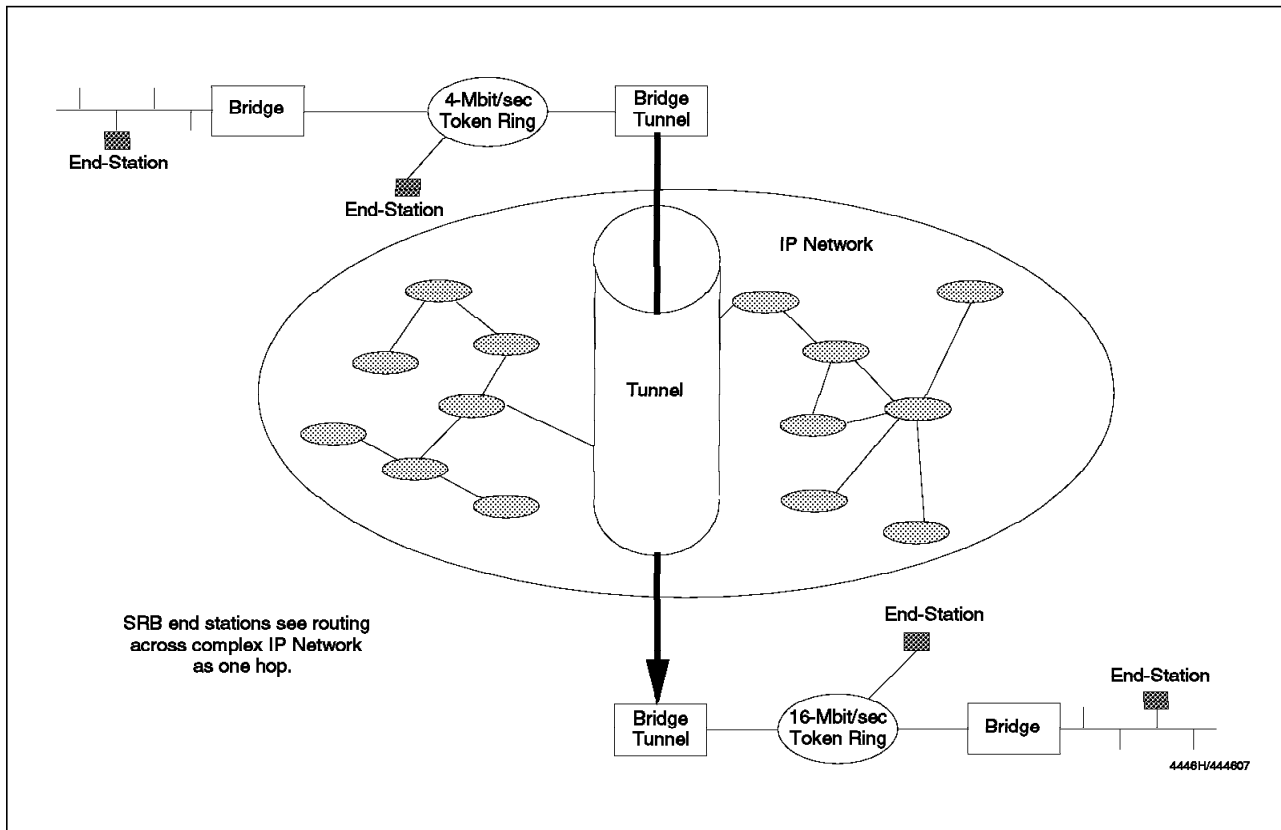 Bridge
4-Mbit/sec
Token Ring
Bridge
Tunnel
End-Station
End-Station
IP Network
Tunnel
SRB end stations see routing
across complex IP Network
as one hop.
End-Station
End-Station
Bridge
Tunnel
16-Mbit/sec
Token Ring
Bridge
4446H/444607